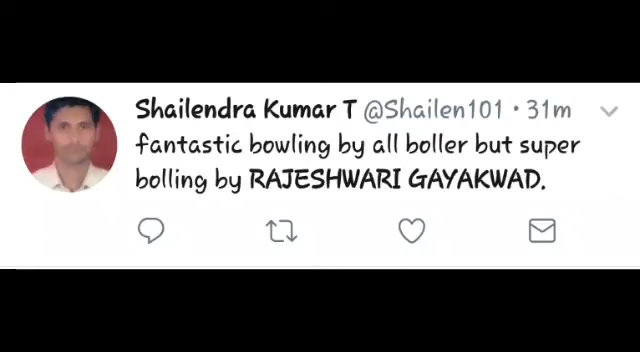 Shailendra Kumar T @Shailen101 · 31m
fantastic bowling by all boller but super
bolling by RAJESHWARI GAYAKWAD.